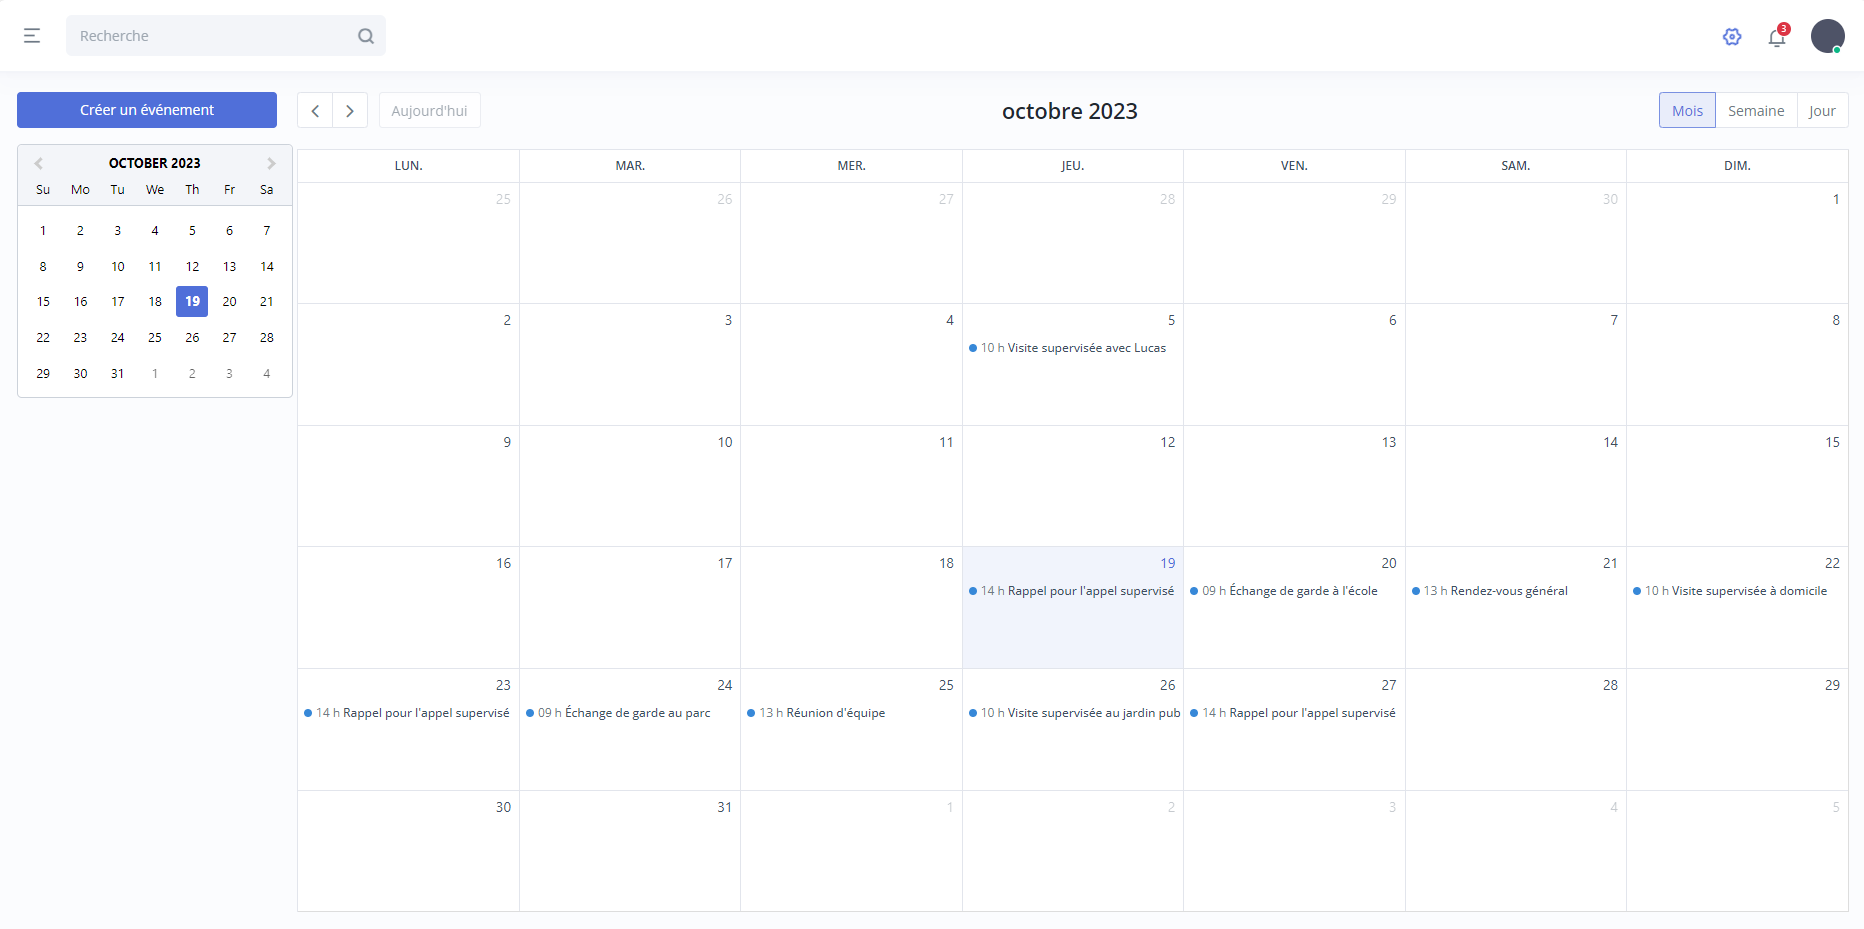 Recherche
3
Créer un événement
Aujourd'hui
octobre 2023
Mois Semaine Jour
OCTOBER 2023
Su Mo Tu We Th Fr Sa
1 2 3 4 5 6 7
8 9 10 11 12 13 14
15 16 17 18 19 20 21
22 23 24 25 26 27 28
29 30 31 1 2 3 4
LUN. MAR. MER. JEU. VEN. SAM. DIM.
25 26 27 28 29 30 1
2 3 4 5 6 7 8
10 h Visite supervisée avec Lucas
9 10 11 12 13 14 15
16 17 18 19 20 21 22
14 h Rappel pour l'appel supervisé
09 h Échange de garde à l'école
13 h Rendez-vous général
10 h Visite supervisée à domicile
23 24 25 26 27 28 29
14 h Rappel pour l'appel supervisé
09 h Échange de garde au parc
13 h Réunion d'équipe
10 h Visite supervisée au jardin pub
14 h Rappel pour l'appel supervisé
30 31 1 2 3 4 5